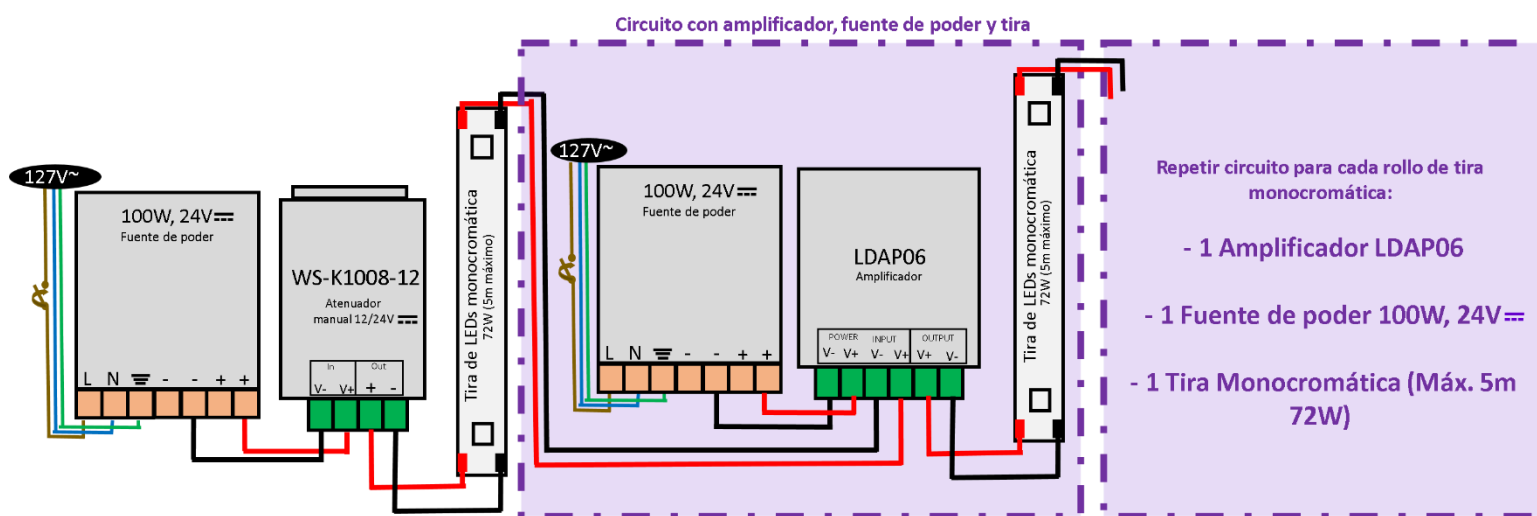 Circuito con amplificador, fuente de poder y tira
127V~
100W, 24V⎓
Fuente de poder
L N ⏚ - - + +
WS-K1008-12
Atenuador
manual 12/24V ⎓
In Out
V- V+ + -
Tira de LEDs monocromática
72W (5m máximo)
127V~
100W, 24V⎓
Fuente de poder
L N ⏚ - - + +
LDAP06
Amplificador
POWER INPUT OUTPUT
V- V+ V- V+ V+ V-
Tira de LEDs monocromática
72W (5m máximo)
Repetir circuito para cada rollo de tira
monocromática:
- 1 Amplificador LDAP06
- 1 Fuente de poder 100W, 24V⎓
- 1 Tira Monocromática (Máx. 5m
72W)